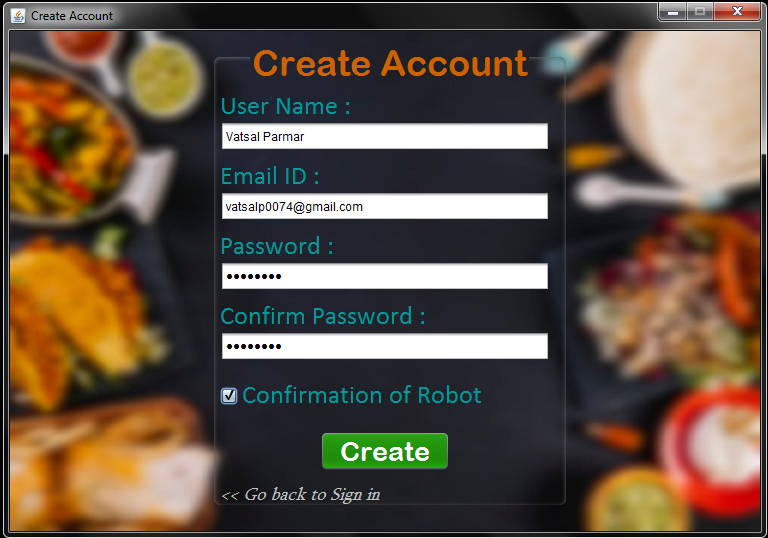 Create Account
Create Account
User Name :
Vatsal Parmar
Email ID :
vatsalp0074@gmail.com
Password :
••••••••
Confirm Password :
••••••••
Confirmation of Robot
Create
<< Go back to Sign in